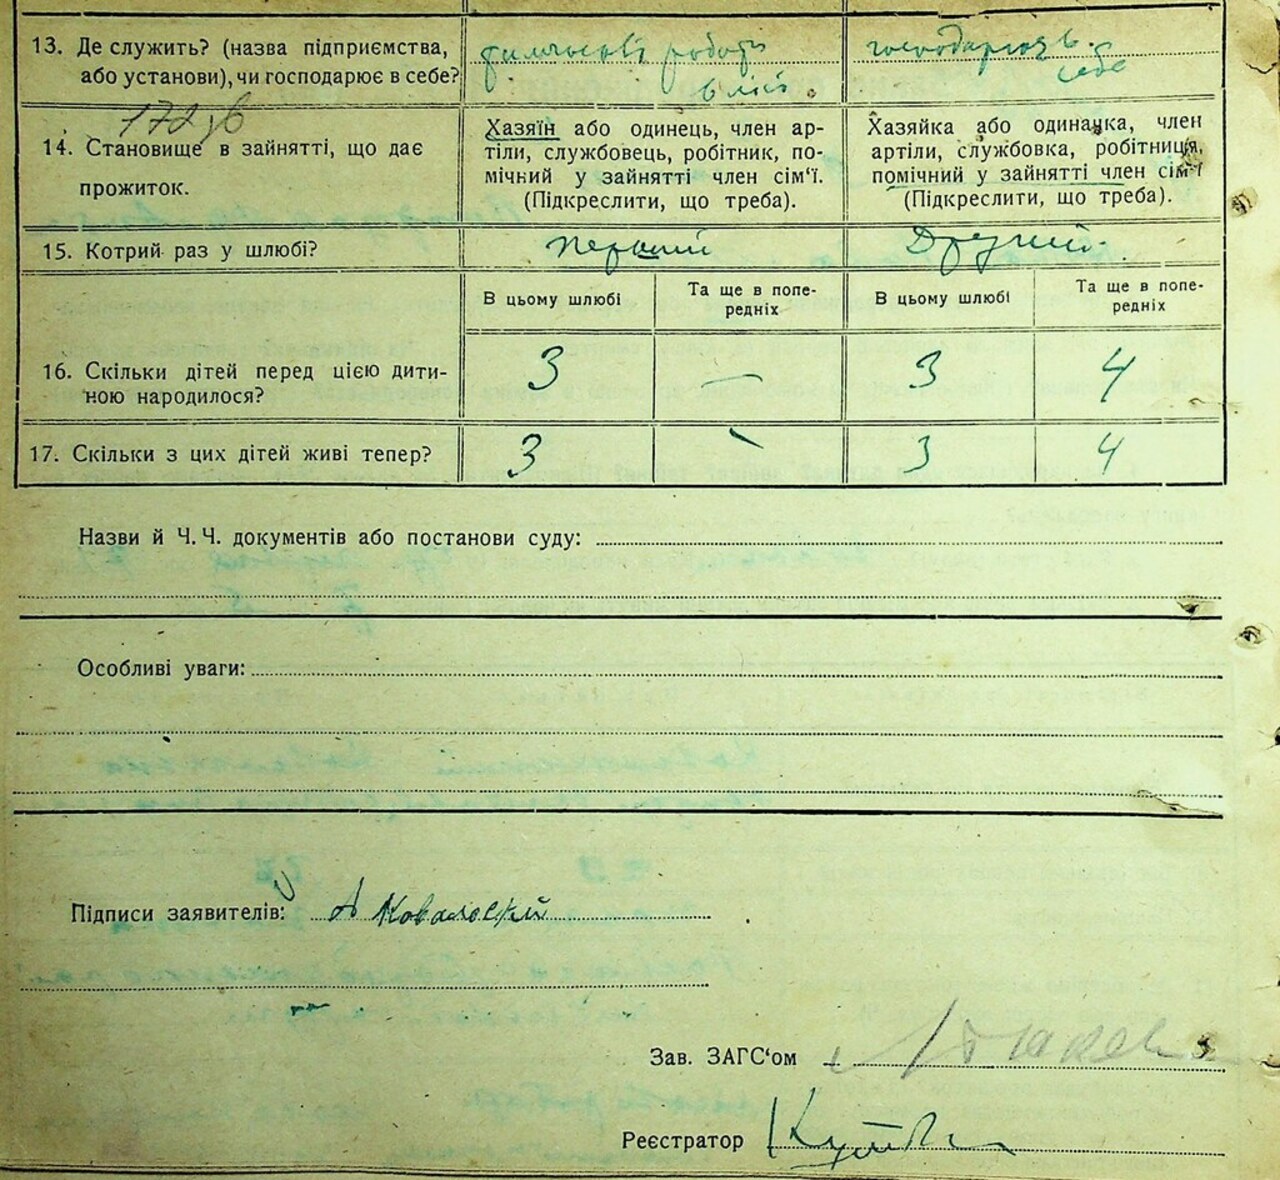 13. Де служить? (назва підприємства,
або установи), чи господарює в себе?
роботи
в лісі.
господарює в
себе
14. Становище в зайнятті, що дає
прожиток.
Хазяїн або одинець, член ар-
тілі, службовець, робітник, по-
мічний у зайнятті член сім'ї.
(Підкреслити, що треба).
Хазяйка або одиначка, член
артілі, службовка, робітниця,
помічний у зайнятті член сім'ї
(Підкреслити, що треба).
15. Котрий раз у шлюбі?
перший
Другий.
В цьому шлюбі
Та ще в попе-
редніх
В цьому шлюбі
Та ще в попе-
редніх
16. Скільки дітей перед цією дити-
ною народилося?
3 — 3 4
17. Скільки з цих дітей живі тепер?
3 - 3 4
Назви й Ч. Ч. документів або постанови суду:
Особливі уваги:
Підписи заявителів: А Ковальский
Зав. ЗАГС'ом
Реєстратор